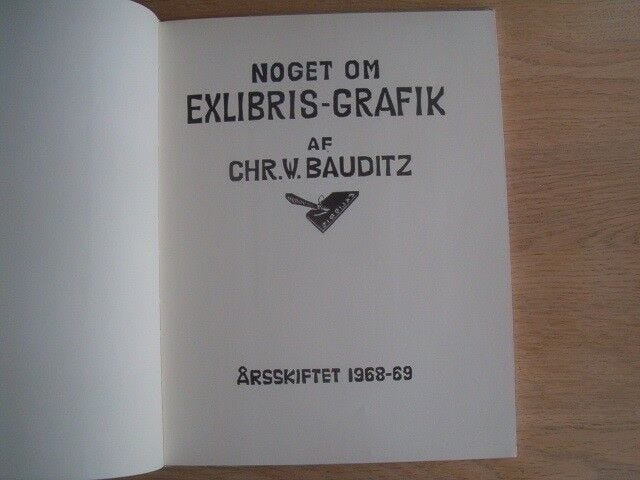 NOGET OM
EXLIBRIS-GRAFIK
AF
CHR.W. BAUDITZ
ÅRSSKIFTET 1968-69